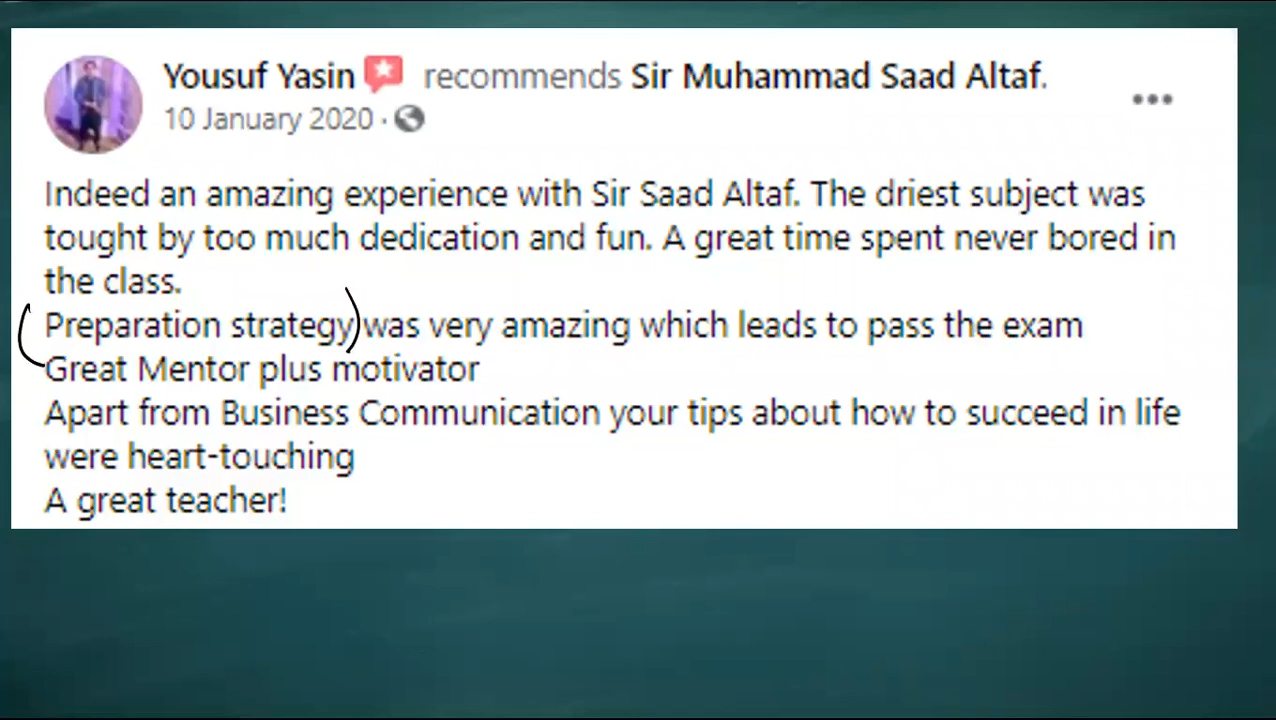 Yousuf Yasin recommends Sir Muhammad Saad Altaf.
10 January 2020 ·
Indeed an amazing experience with Sir Saad Altaf. The driest subject was
tought by too much dedication and fun. A great time spent never bored in
the class.
Preparation strategy was very amazing which leads to pass the exam
Great Mentor plus motivator
Apart from Business Communication your tips about how to succeed in life
were heart-touching
A great teacher!